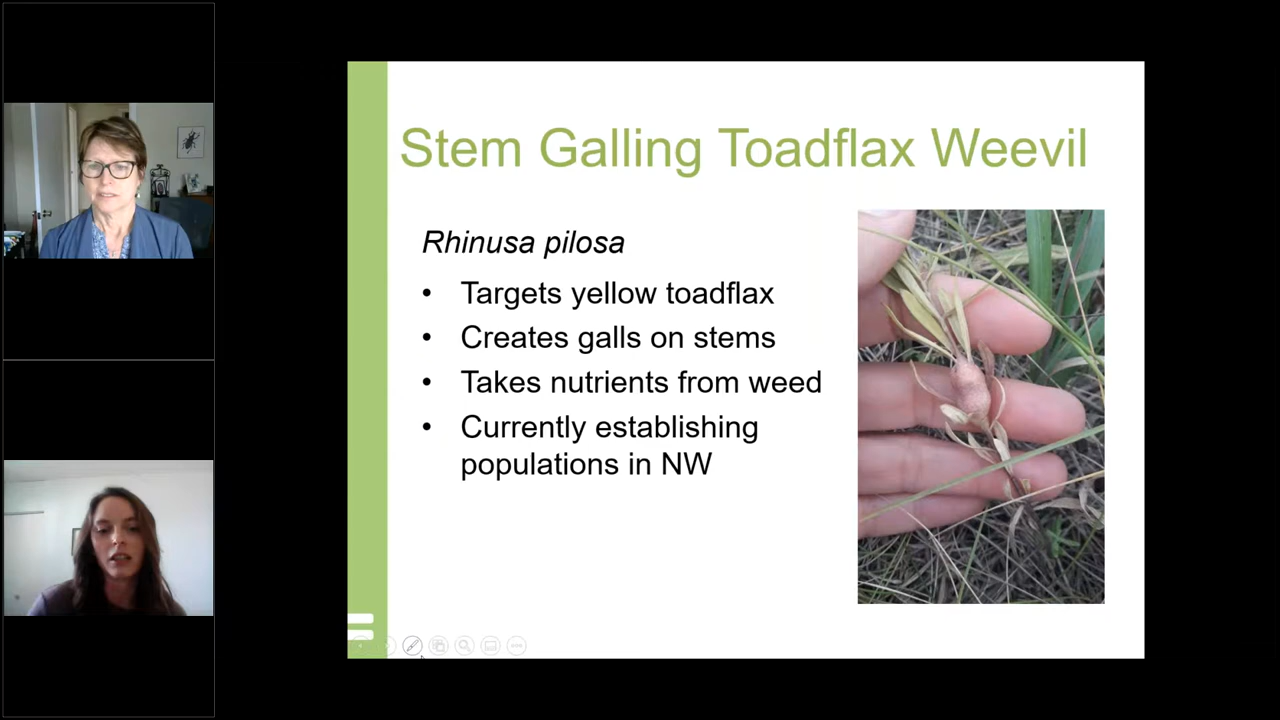 Stem Galling Toadflax Weevil
Rhinusa pilosa
• Targets yellow toadflax
• Creates galls on stems
• Takes nutrients from weed
• Currently establishing
populations in NW